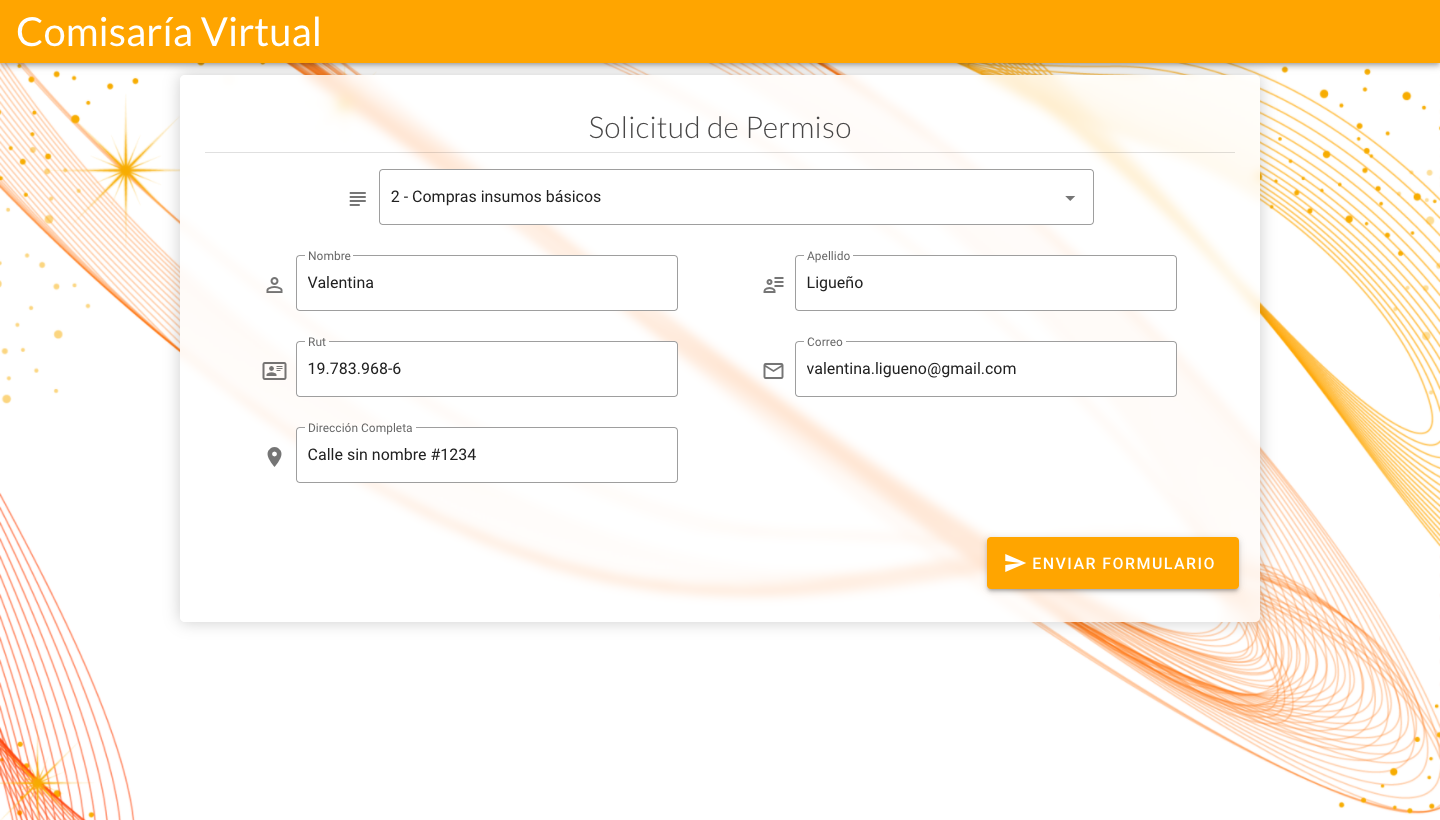 Comisaría Virtual
Solicitud de Permiso
2 - Compras insumos básicos
Nombre
Valentina
Apellido
Ligueño
Rut
19.783.968-6
Correo
valentina.ligueno@gmail.com
Dirección Completa
Calle sin nombre #1234
ENVIAR FORMULARIO